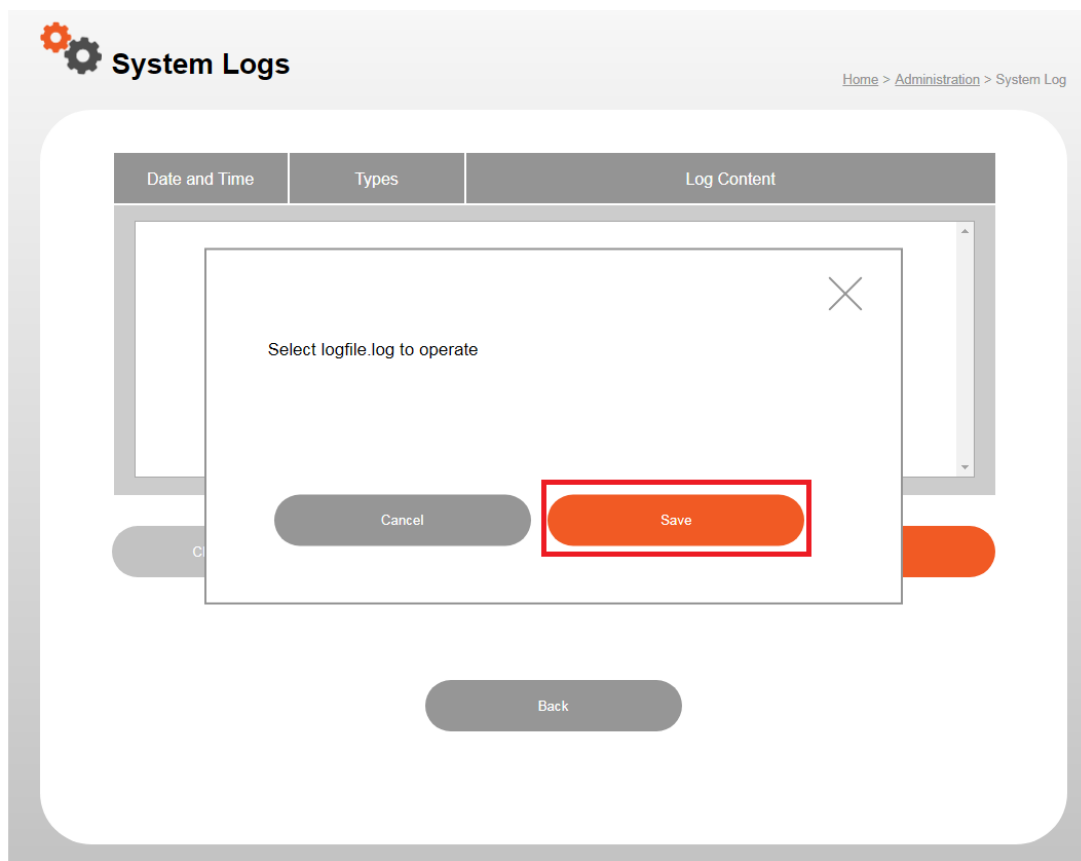 System Logs
Home > Administration > System Log
Date and Time Types Log Content
Select logfile.log to operate
Cancel Save
Back